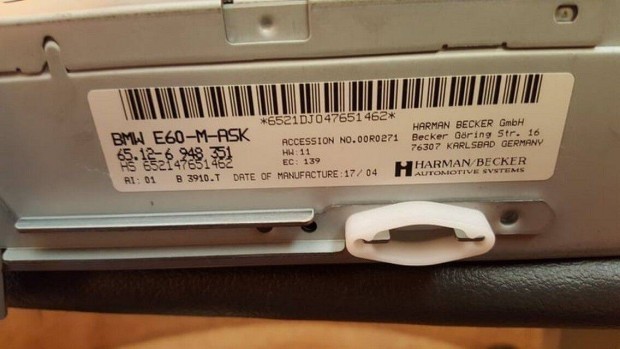 *6521DJ047651462*
BMW E60-M-ASK
65.12-6 948 351
HS 652147651462
AI: 01 B 3910.T DATE OF MANUFACTURE:17/04
ACCESSION NO.00R0271
HW:11
EC: 139
HARMAN BECKER GmbH
Becker Göring Str. 16
76307 KARLSBAD GERMANY
HARMAN/BECKER
AUTOMOTIVE SYSTEMS